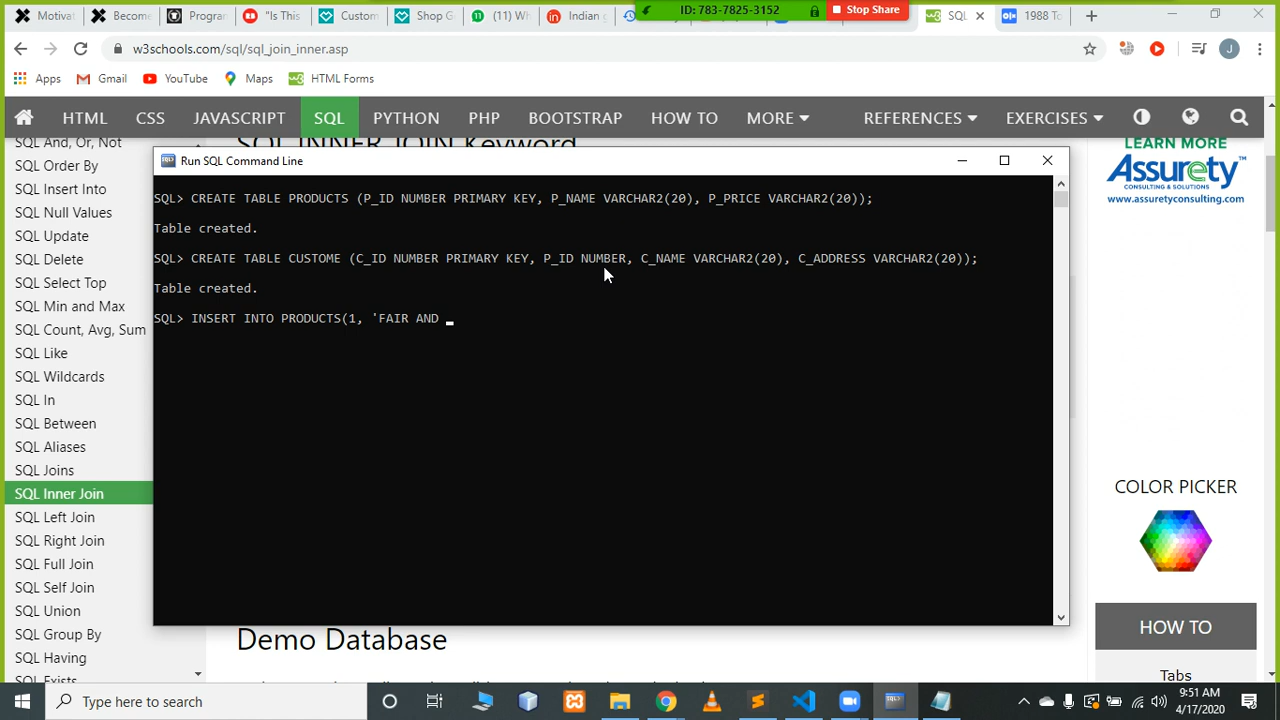 Motivat
Become
Program
"Is This
Custom
Shop G
(11) Wh
Indian g
ID: 783-7825-3152
Stop Share
SQL
1988 To
w3schools.com/sql/sql_join_inner.asp
J
Apps
Gmail
YouTube
Maps
HTML Forms
HTML
CSS
JAVASCRIPT
SQL
PYTHON
PHP
BOOTSTRAP
HOW TO
MORE
REFERENCES
EXERCISES
SQL And, Or, Not
SQL Order By
SQL Insert Into
SQL Null Values
SQL Update
SQL Delete
SQL Select Top
SQL Min and Max
SQL Count, Avg, Sum
SQL Like
SQL Wildcards
SQL In
SQL Between
SQL Aliases
SQL Joins
SQL Inner Join
SQL Left Join
SQL Right Join
SQL Full Join
SQL Self Join
SQL Union
SQL Group By
SQL Having
SQL Exists
SQL INNER JOIN Keyword
Run SQL Command Line
SQL> CREATE TABLE PRODUCTS (P_ID NUMBER PRIMARY KEY, P_NAME VARCHAR2(20), P_PRICE VARCHAR2(20));
Table created.
SQL> CREATE TABLE CUSTOME (C_ID NUMBER PRIMARY KEY, P_ID NUMBER, C_NAME VARCHAR2(20), C_ADDRESS VARCHAR2(20));
Table created.
SQL> INSERT INTO PRODUCTS(1, 'FAIR AND _
Demo Database
LEARN MORE
Assurety
CONSULTING & SOLUTIONS
www.assuretyconsulting.com
COLOR PICKER
HOW TO
Tabs
Type here to search
9:51 AM
4/17/2020